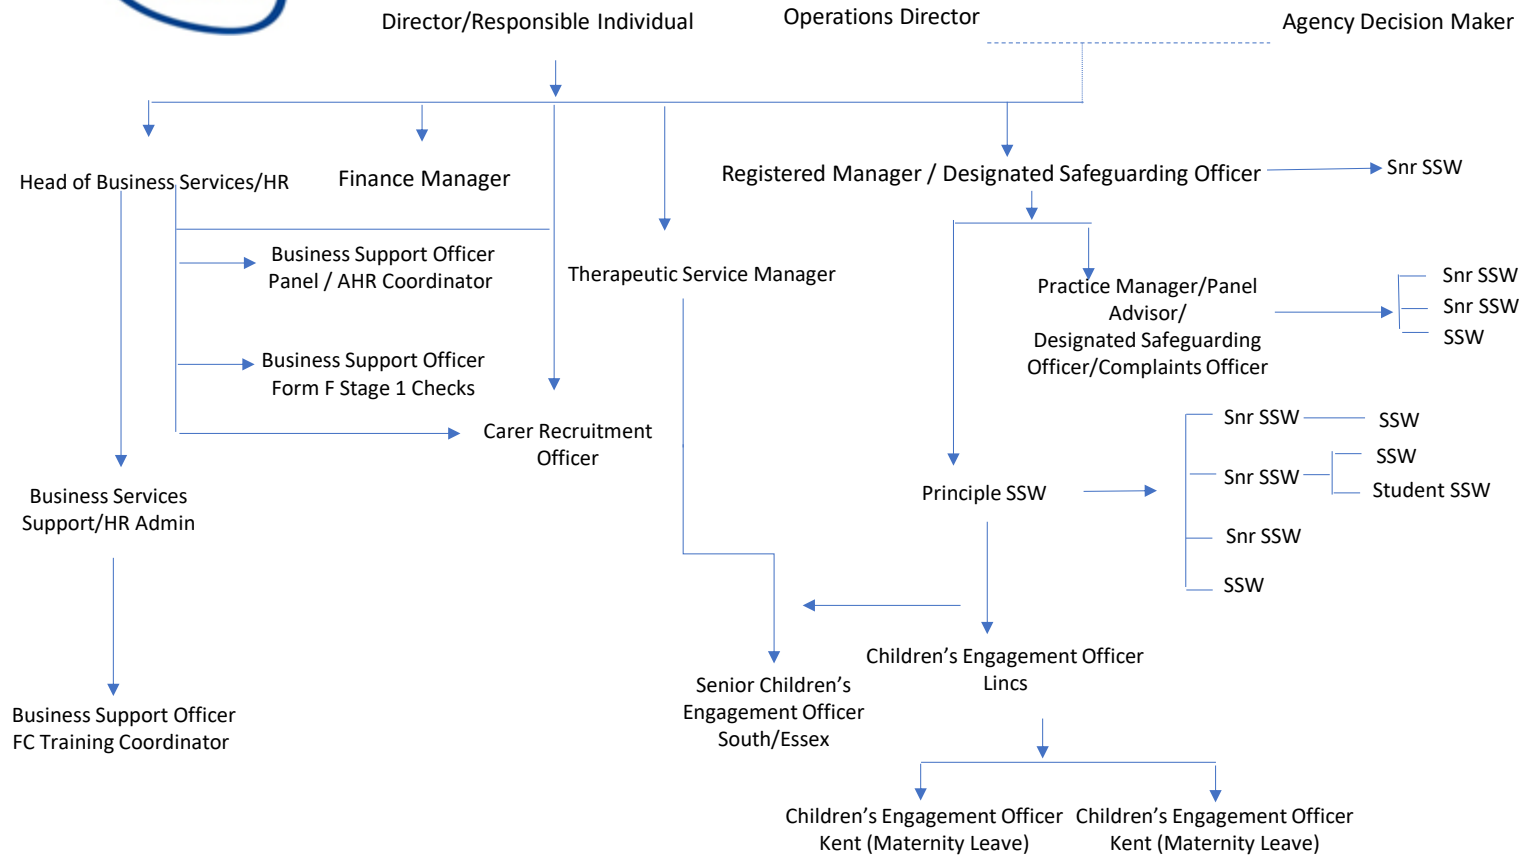 Director/Responsible Individual
Operations Director
Agency Decision Maker
Head of Business Services/HR
Finance Manager
Registered Manager / Designated Safeguarding Officer
Snr SSW
Business Support Officer
Panel / AHR Coordinator
Therapeutic Service Manager
Practice Manager/Panel
Advisor/
Designated Safeguarding
Officer/Complaints Officer
Snr SSW
Snr SSW
SSW
Business Support Officer
Form F Stage 1 Checks
Carer Recruitment
Officer
Snr SSW
SSW
Snr SSW
SSW
Student SSW
Snr SSW
SSW
Business Services
Support/HR Admin
Principle SSW
Children’s Engagement Officer
Lincs
Senior Children’s
Engagement Officer
South/Essex
Business Support Officer
FC Training Coordinator
Children’s Engagement Officer
Kent (Maternity Leave)
Children’s Engagement Officer
Kent (Maternity Leave)